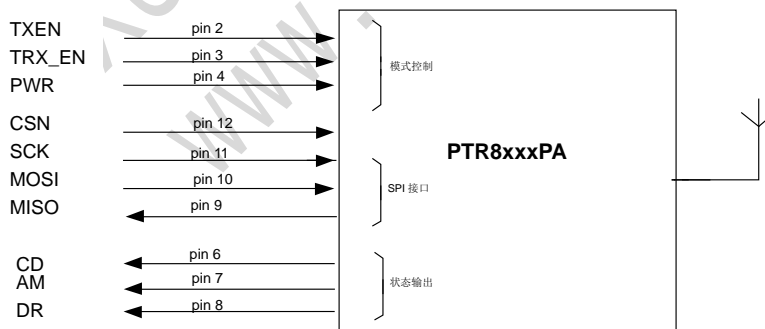 TXEN pin 2
TRX_EN pin 3
PWR pin 4
模式控制
CSN pin 12
SCK pin 11
MOSI pin 10
MISO pin 9
SPI 接口
PTR8xxxPA
CD pin 6
AM pin 7
DR pin 8
状态输出
www.